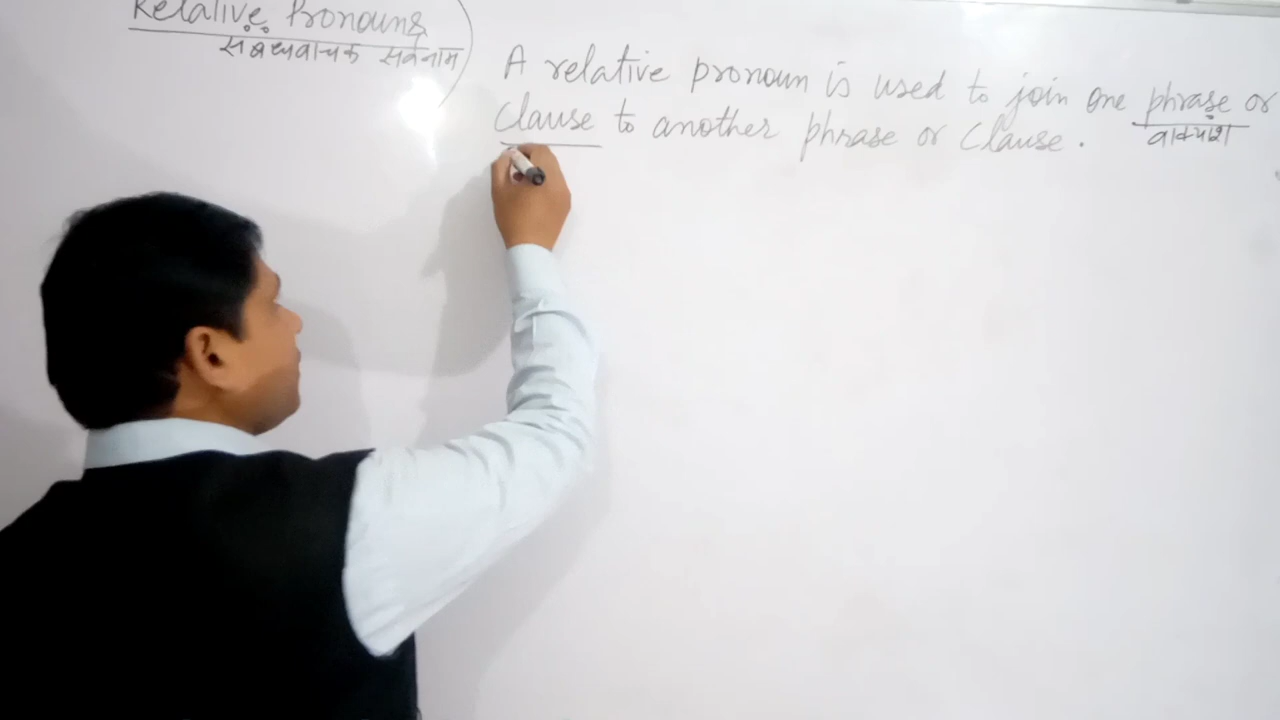 Relative Pronouns
संबंधवाचक सर्वनाम
A relative pronoun is used to join one phrase or
Clause to another phrase or Clause.
वाक्यांश